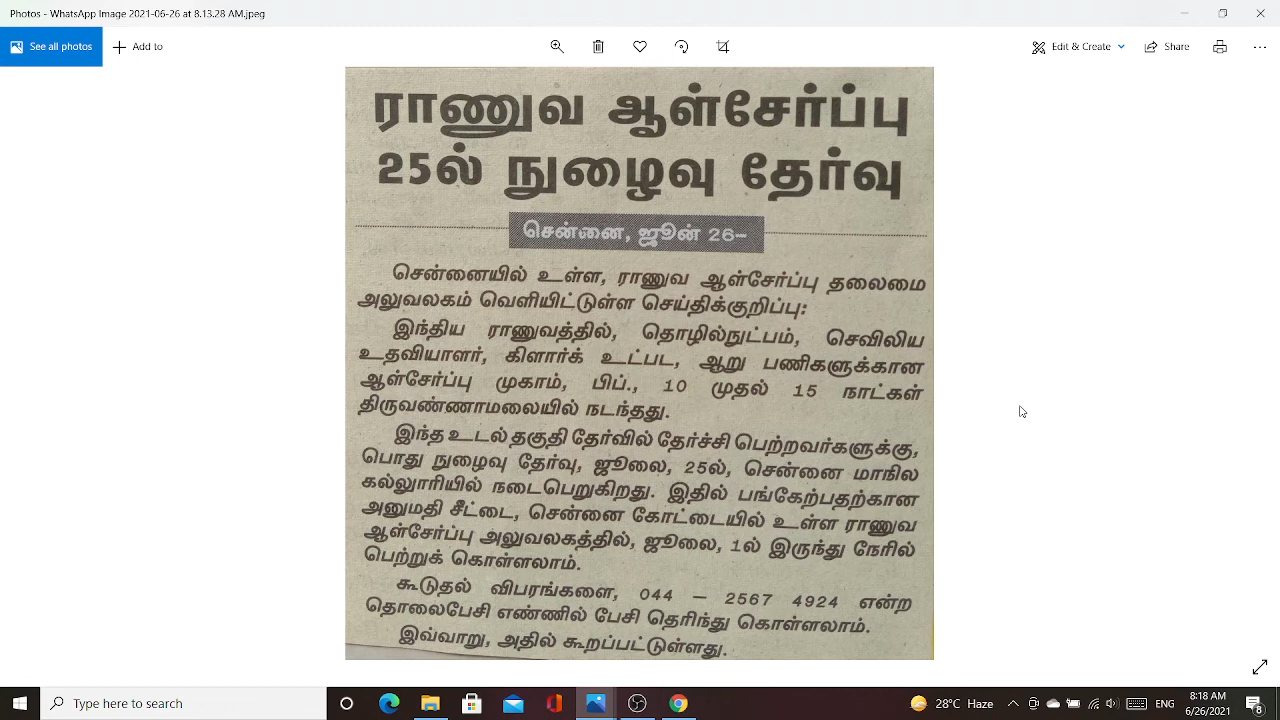 Photos - WhatsApp Image 2021-06-26 at 8.13.28 AM.jpeg
See all photos
Add to
Edit & Create
Share
ராணுவ ஆள்சேர்ப்பு
25ல் நுழைவு தேர்வு
சென்னை, ஜூன் 26–
சென்னையில் உள்ள, ராணுவ ஆள்சேர்ப்பு தலைமை
அலுவலகம் வெளியிட்டுள்ள செய்திக்குறிப்பு:
இந்திய ராணுவத்தில், தொழில்நுட்பம், செவிலிய
உதவியாளர், கிளார்க் உட்பட, ஆறு பணிகளுக்கான
ஆள்சேர்ப்பு முகாம், பிப்., 10 முதல் 15 நாட்கள்
திருவண்ணாமலையில் நடந்தது.
இந்த உடல் தகுதி தேர்வில் தேர்ச்சி பெற்றவர்களுக்கு,
பொது நுழைவு தேர்வு, ஜூலை, 25ல், சென்னை மாநில
கல்லுாரியில் நடைபெறுகிறது. இதில் பங்கேற்பதற்கான
அனுமதி சீட்டை, சென்னை கோட்டையில் உள்ள ராணுவ
ஆள்சேர்ப்பு அலுவலகத்தில், ஜூலை, 1ல் இருந்து நேரில்
பெற்றுக் கொள்ளலாம்.
கூடுதல் விபரங்களை, 044 – 2567 4924 என்ற
தொலைபேசி எண்ணில் பேசி தெரிந்து கொள்ளலாம்.
இவ்வாறு, அதில் கூறப்பட்டுள்ளது.
Type here to search
28°C Haze
ENG
8:18 AM
6/26/2021
8